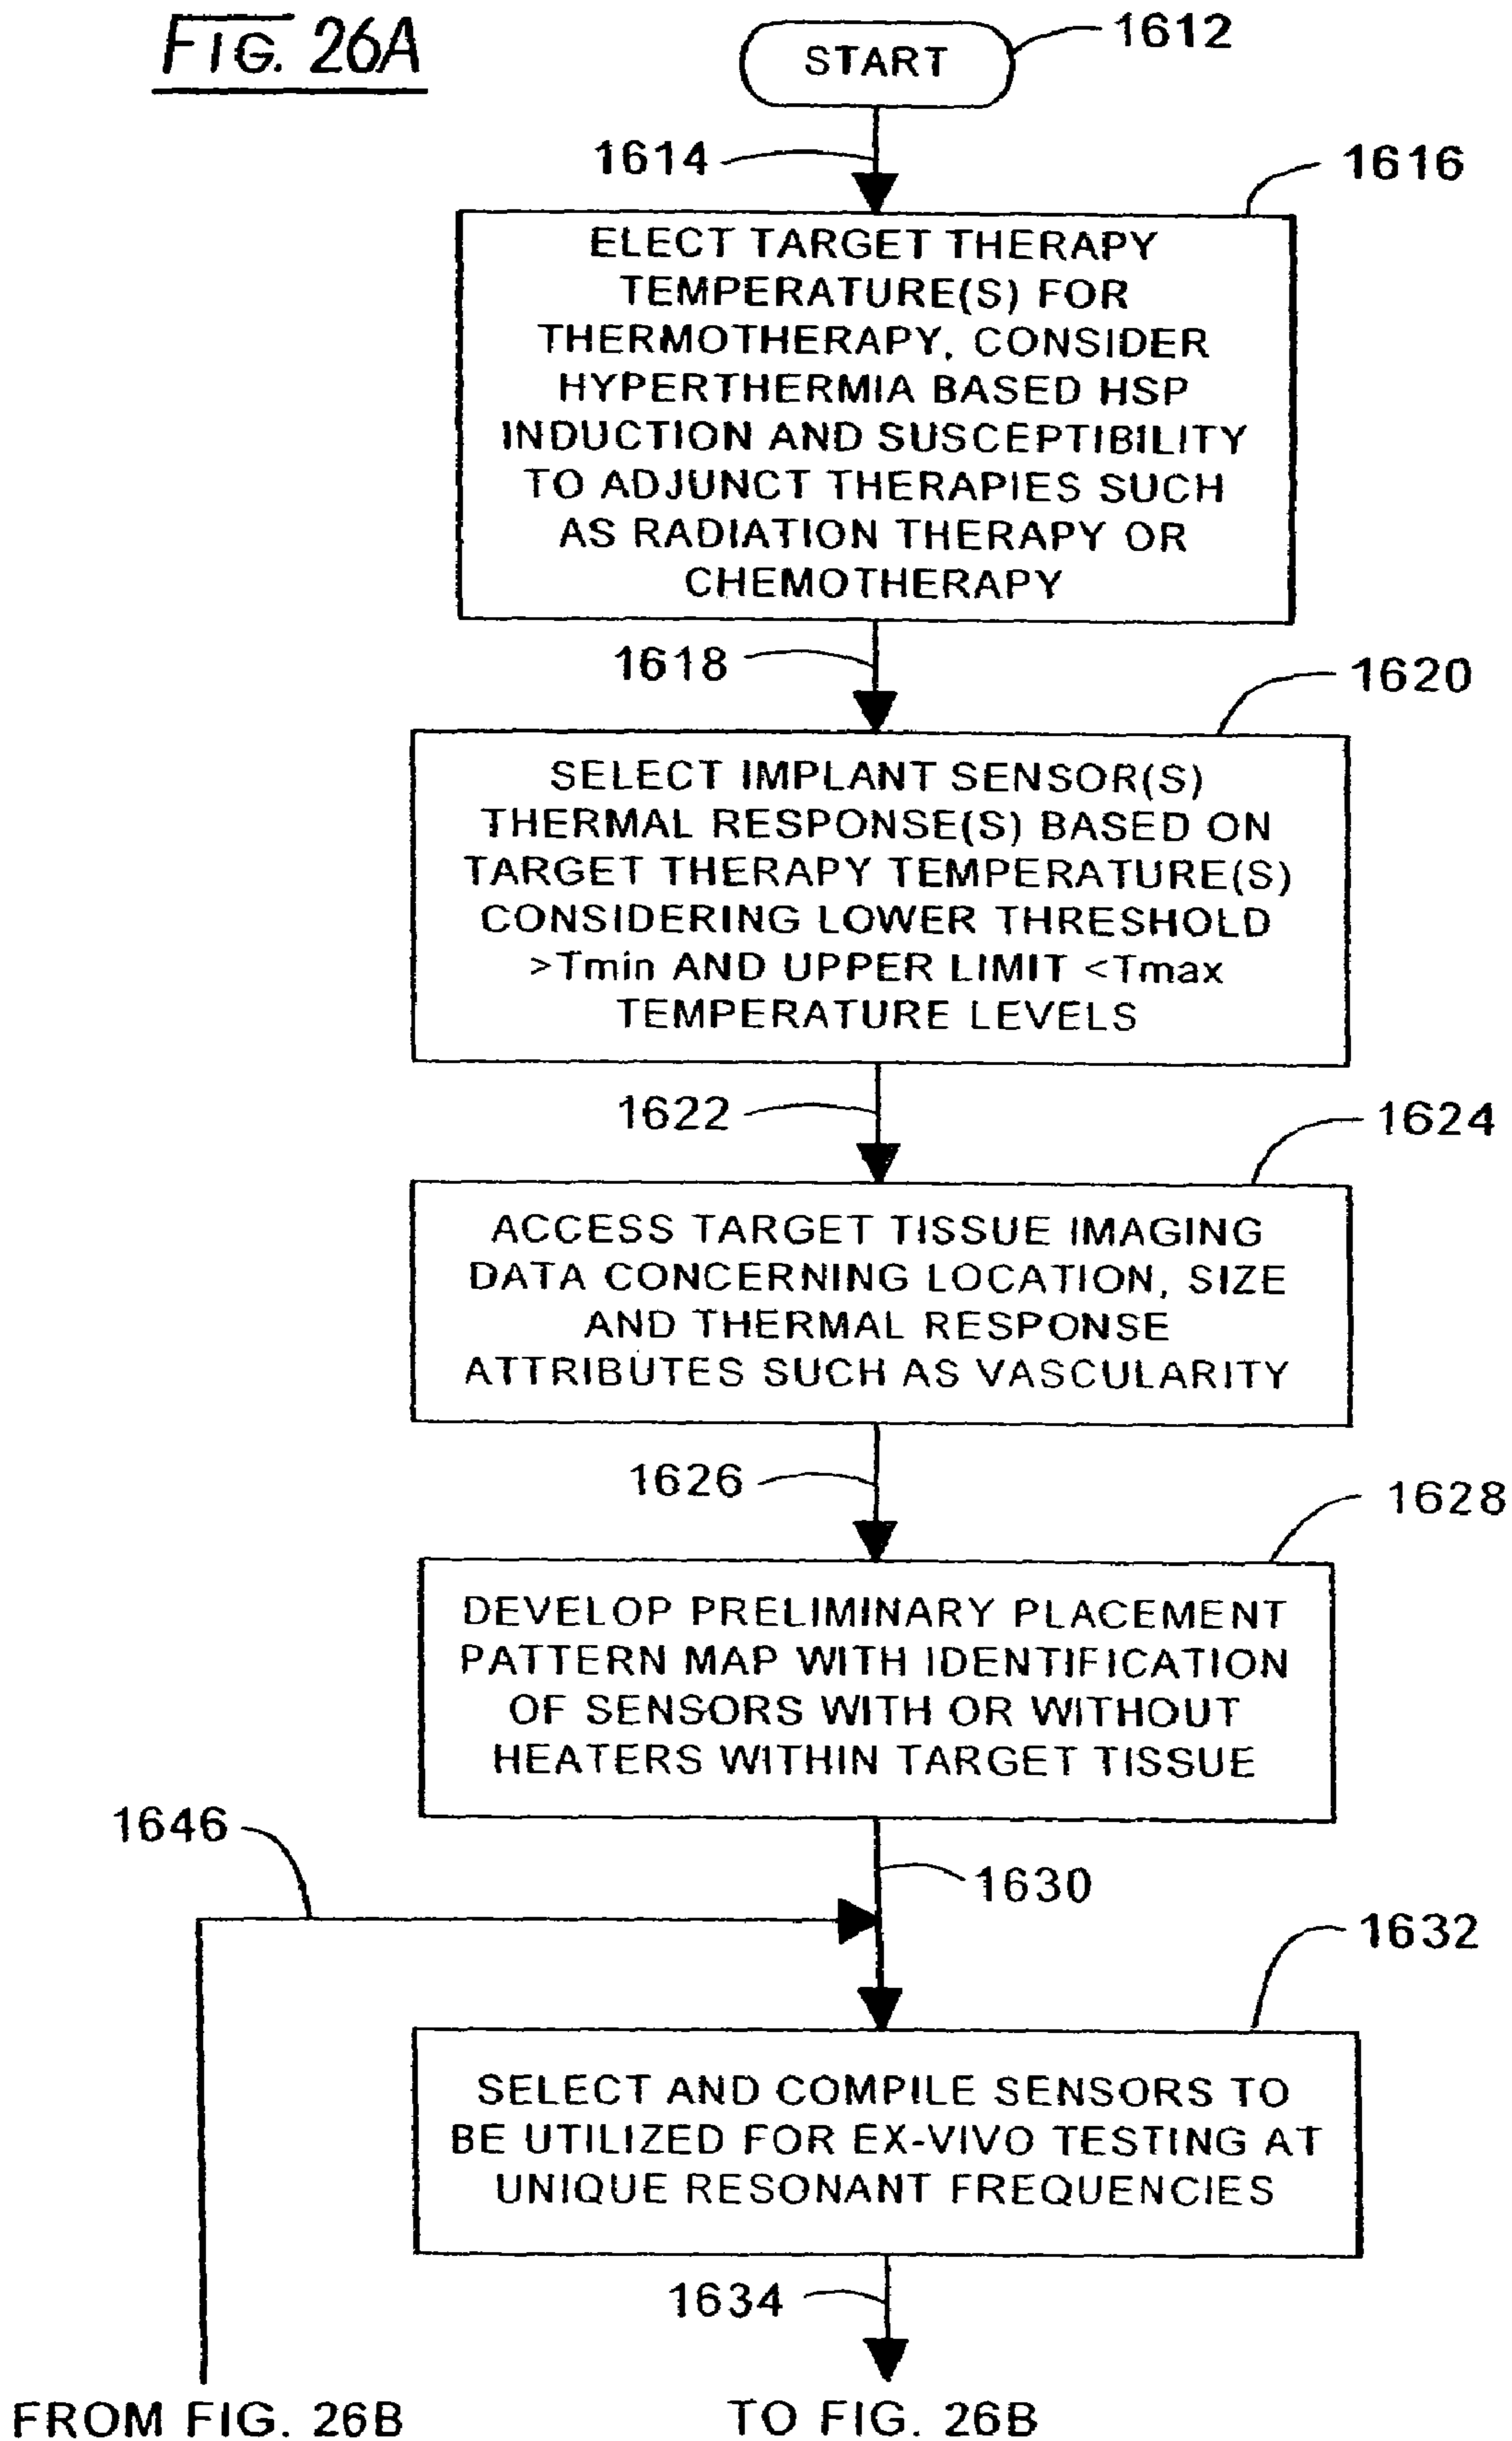 FIG. 26A
START
1612
1614
1616
ELECT TARGET THERAPY
TEMPERATURE(S) FOR
THERMOTHERAPY, CONSIDER
HYPERTHERMIA BASED HSP
INDUCTION AND SUSCEPTIBILITY
TO ADJUNCT THERAPIES SUCH
AS RADIATION THERAPY OR
CHEMOTHERAPY
1618
1620
SELECT IMPLANT SENSOR(S)
THERMAL RESPONSE(S) BASED ON
TARGET THERAPY TEMPERATURE(S)
CONSIDERING LOWER THRESHOLD
>Tmin AND UPPER LIMIT <Tmax
TEMPERATURE LEVELS
1622
1624
ACCESS TARGET TISSUE IMAGING
DATA CONCERNING LOCATION, SIZE
AND THERMAL RESPONSE
ATTRIBUTES SUCH AS VASCULARITY
1626
1628
DEVELOP PRELIMINARY PLACEMENT
PATTERN MAP WITH IDENTIFICATION
OF SENSORS WITH OR WITHOUT
HEATERS WITHIN TARGET TISSUE
1646
1630
1632
SELECT AND COMPILE SENSORS TO
BE UTILIZED FOR EX-VIVO TESTING AT
UNIQUE RESONANT FREQUENCIES
1634
FROM FIG. 26B
TO FIG. 26B